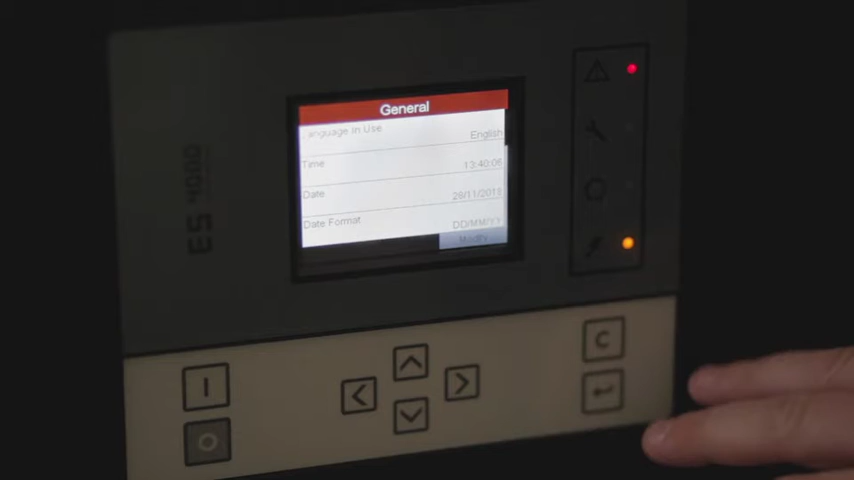 General
Language In Use English
Time 13:40:06
Date 28/11/2018
Date Format DD/MM/YY
Modify
ES 4000
C